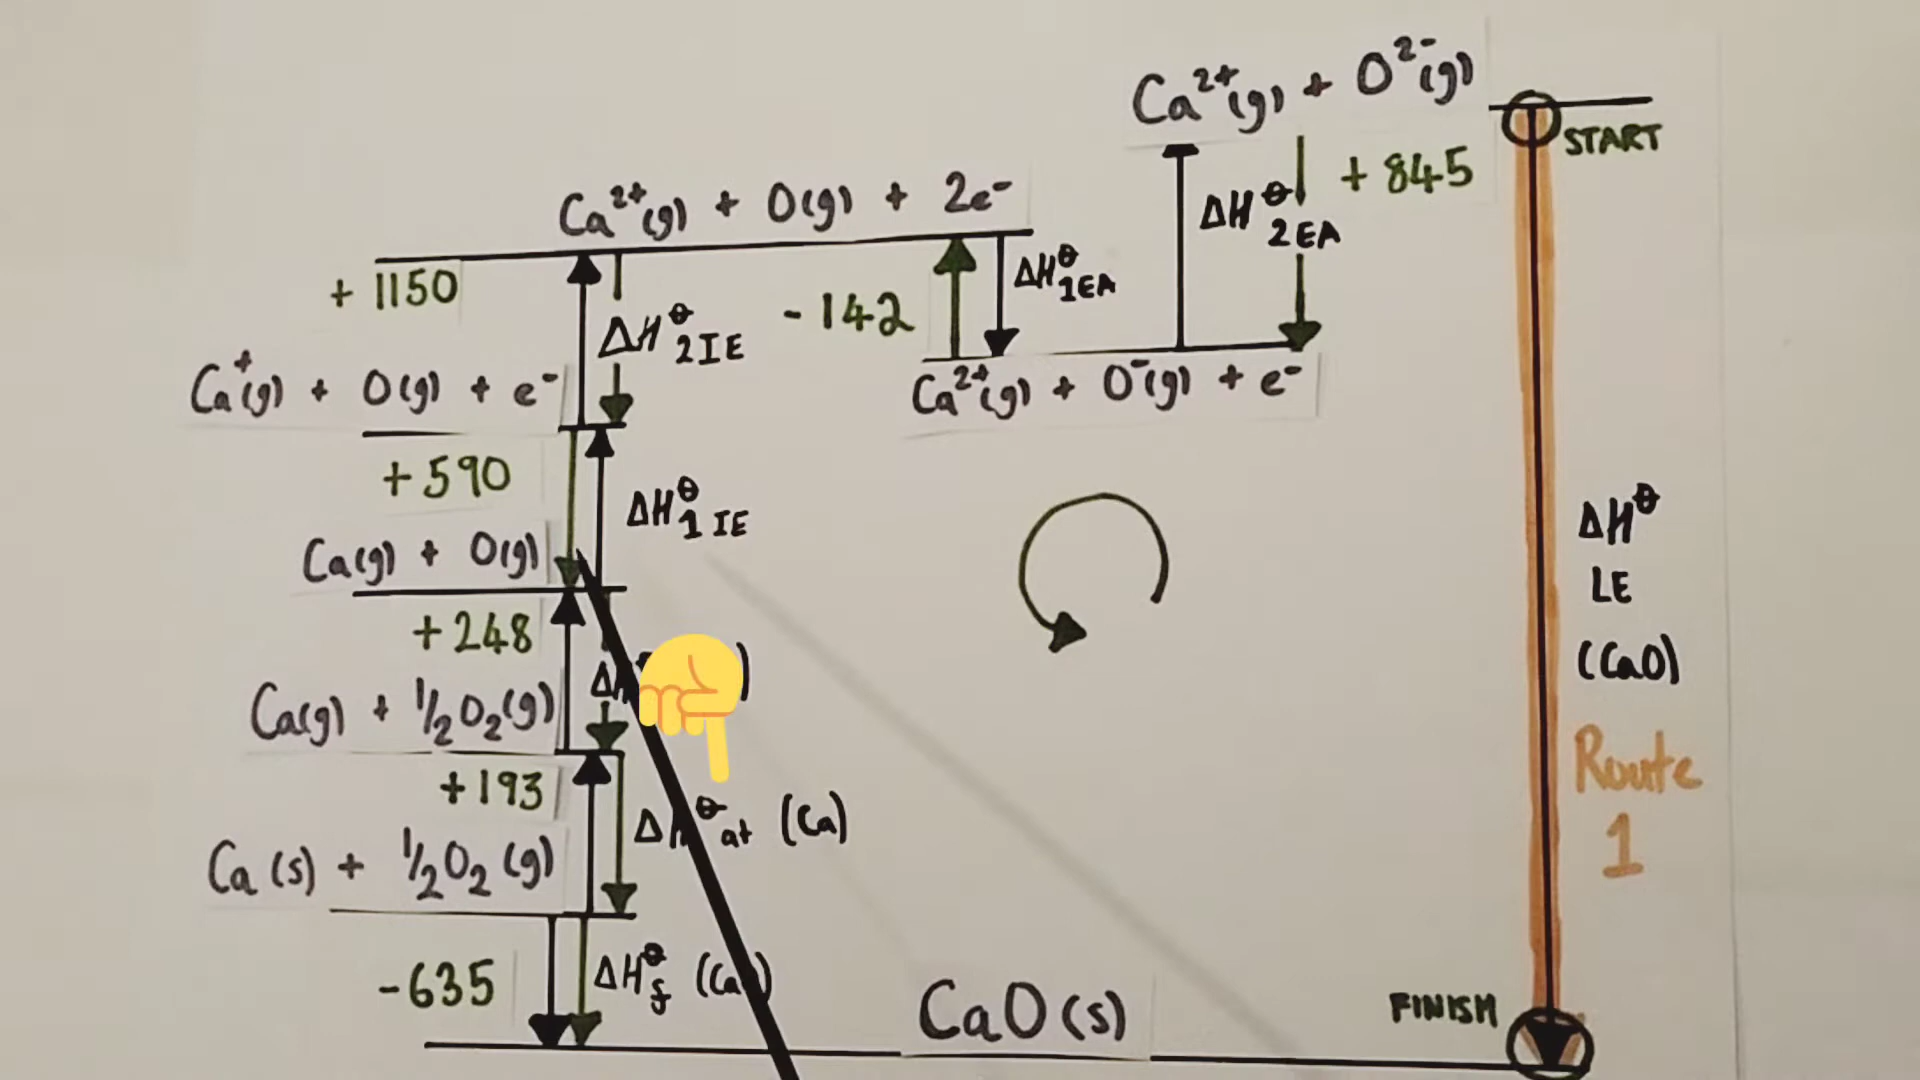 Ca²⁺(g) + O²⁻(g)
START
+ 845
ΔH^θ 2EA
Ca²⁺(g) + O(g) + 2e⁻
+ 1150
ΔH^θ 2IE
- 142
ΔH^θ 1EA
Ca⁺(g) + O(g) + e⁻
Ca²⁺(g) + O⁻(g) + e⁻
+ 590
ΔH^θ 1IE
ΔH^θ
LE
(CaO)
Ca(g) + O(g)
+ 248
Ca(g) + ½O₂(g)
Route
1
+ 193
ΔH^θ at (Ca)
Ca(s) + ½O₂(g)
- 635
ΔH^θ f
CaO(s)
FINISH